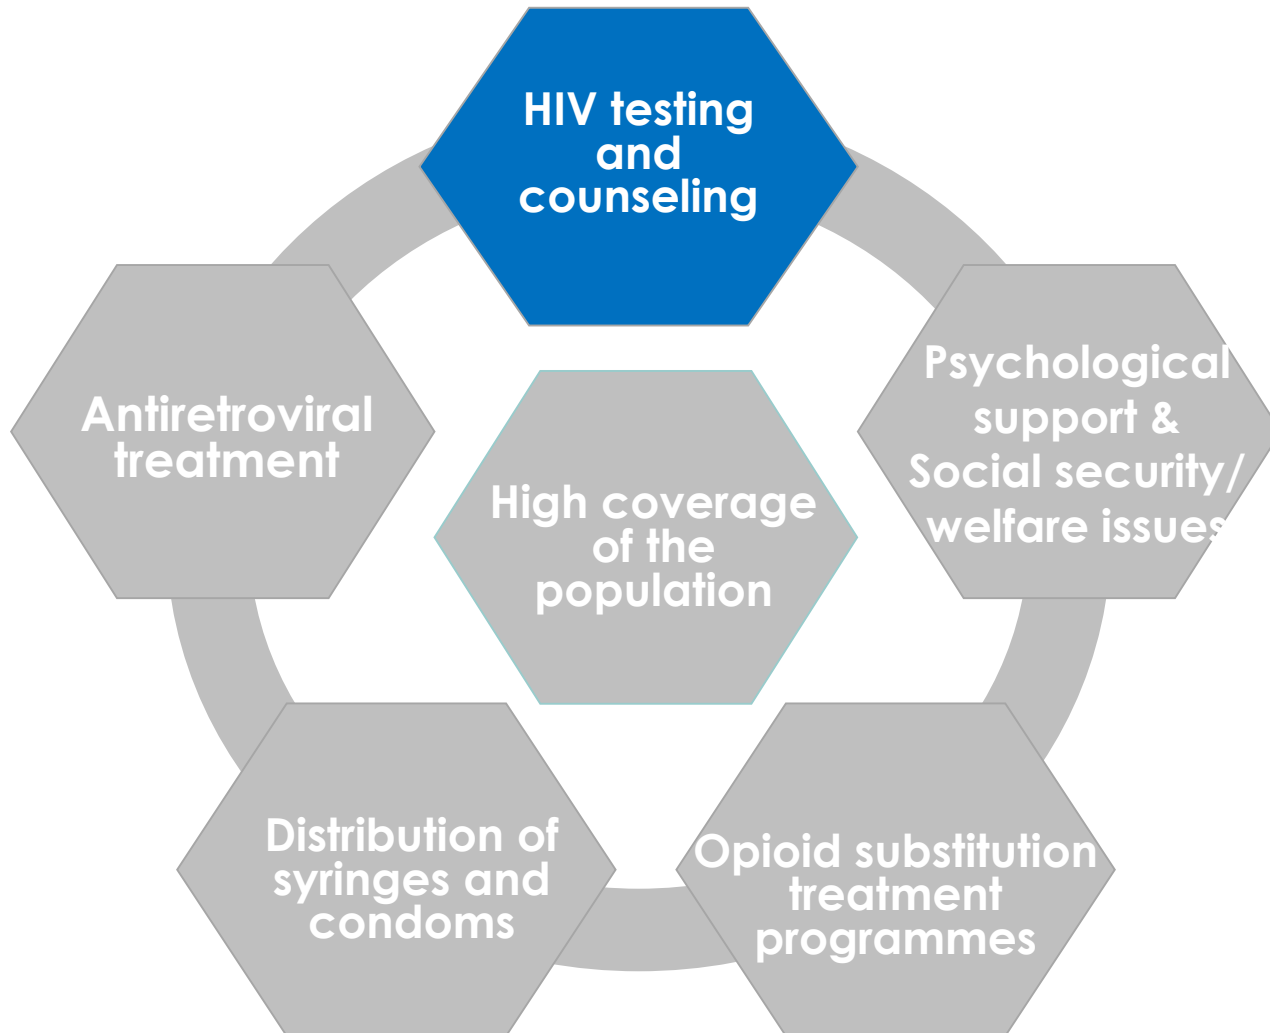 HIV testing
and
counseling
Psychological
support &
Social security/
welfare issues
Antiretroviral
treatment
High coverage
of the
population
Distribution of
syringes and
condoms
Opioid substitution
treatment
programmes